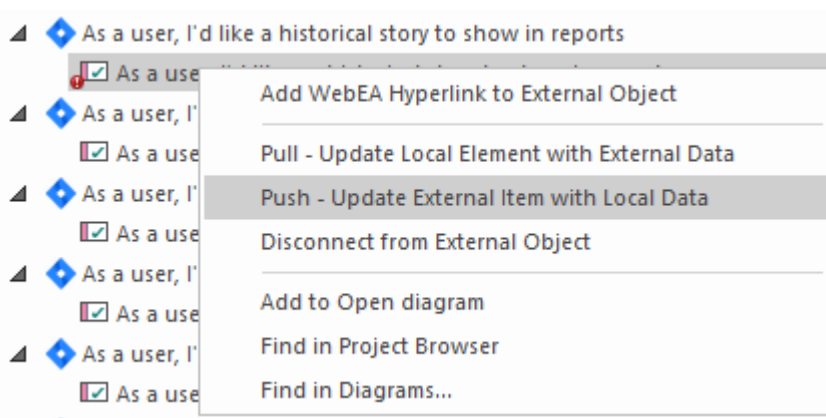 As a user, I'd like a historical story to show in reports
As a use
Add WebEA Hyperlink to External Object
As a user, I'
As a use
Pull - Update Local Element with External Data
As a user, I'
Push - Update External Item with Local Data
As a use
Disconnect from External Object
As a user, I'
As a use
Add to Open diagram
As a user, I'
Find in Project Browser
As a use
Find in Diagrams...